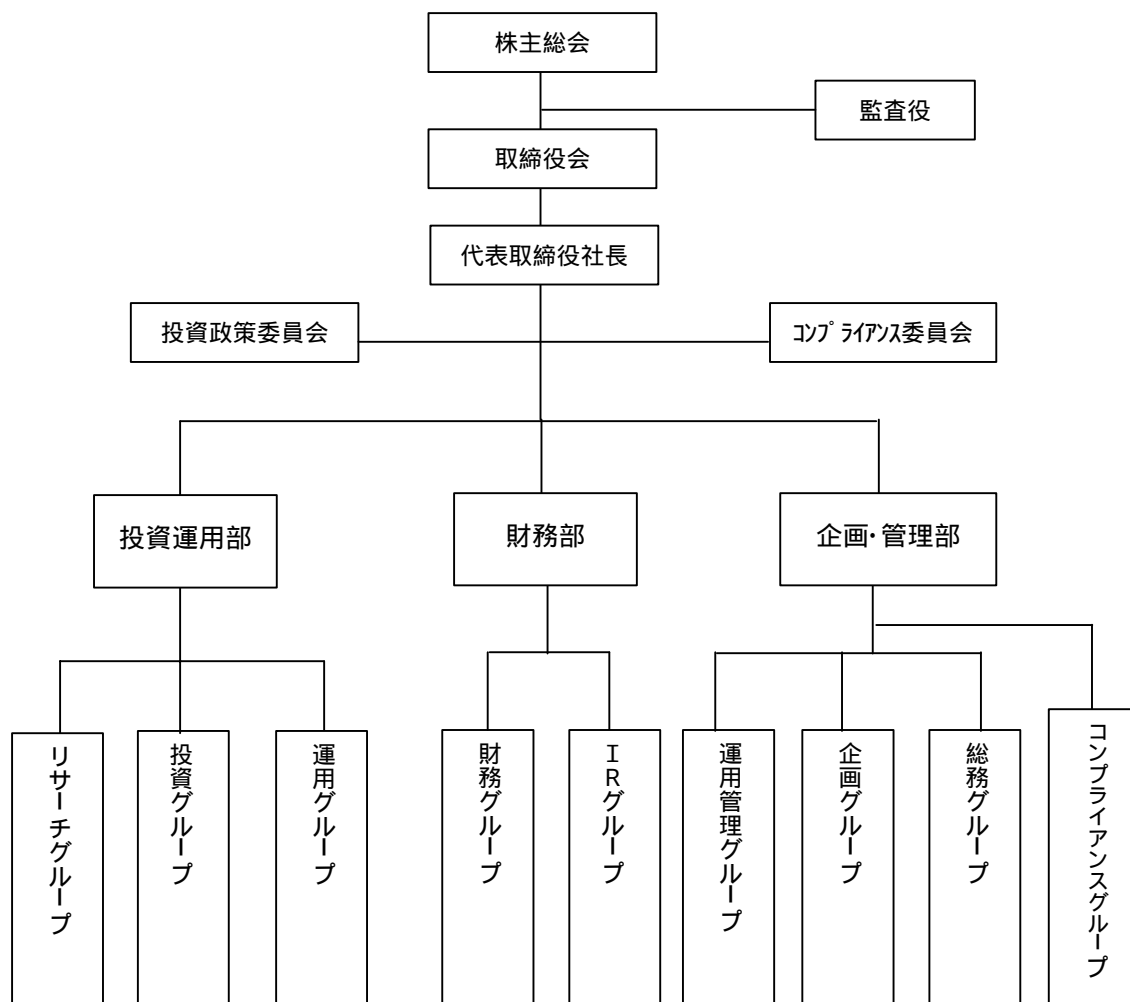 株主総会
監査役
取締役会
代表取締役社長
投資政策委員会
ｺﾝﾌﾟﾗｲｱﾝｽ委員会
投資運用部
財務部
企画・管理部
リサーチグループ
投資グループ
運用グループ
財務グループ
ＩＲグループ
運用管理グループ
企画グループ
総務グループ
コンプライアンスグループ